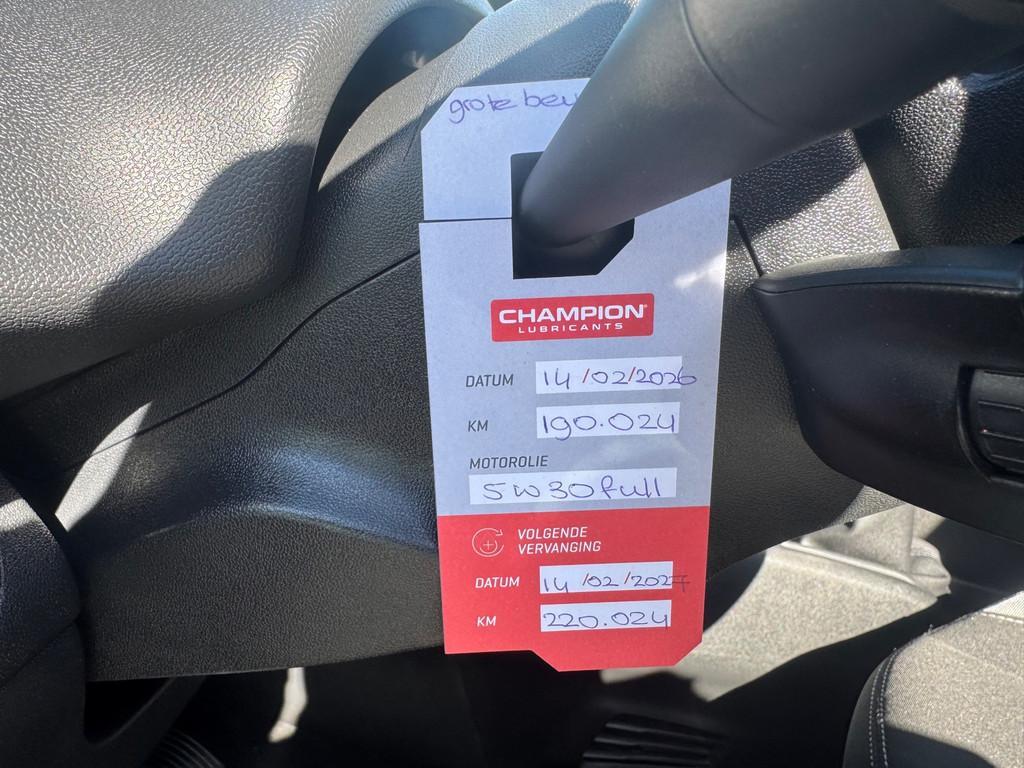 grote
CHAMPION®
LUBRICANTS
DATUM 14/02/2026
KM 190.024
MOTOROLIE
5W30 full
VOLGENDE
VERVANGING
DATUM 14/02/2027
KM 220.024